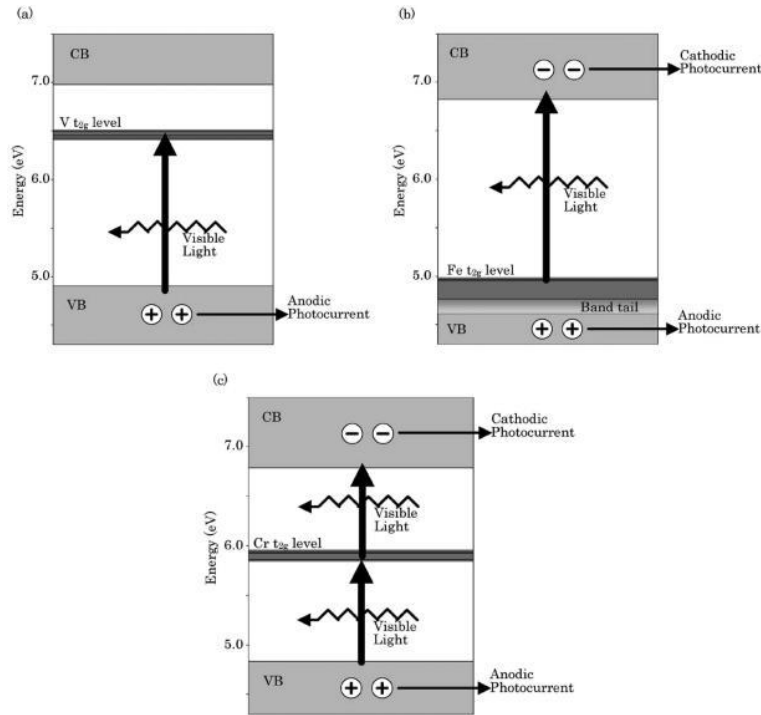 (a)
CB
7.0
V t2g level
Energy (eV)
6.0
Visible
Light
5.0
VB
Anodic
Photocurrent
(b)
CB
Cathodic
Photocurrent
7.0
Energy (eV)
6.0
Visible
Light
Fe t2g level
5.0
Band tail
VB
Anodic
Photocurrent
(c)
CB
Cathodic
Photocurrent
7.0
Visible
Light
Cr t2g level
6.0
Energy (eV)
Visible
Light
5.0
VB
Anodic
Photocurrent